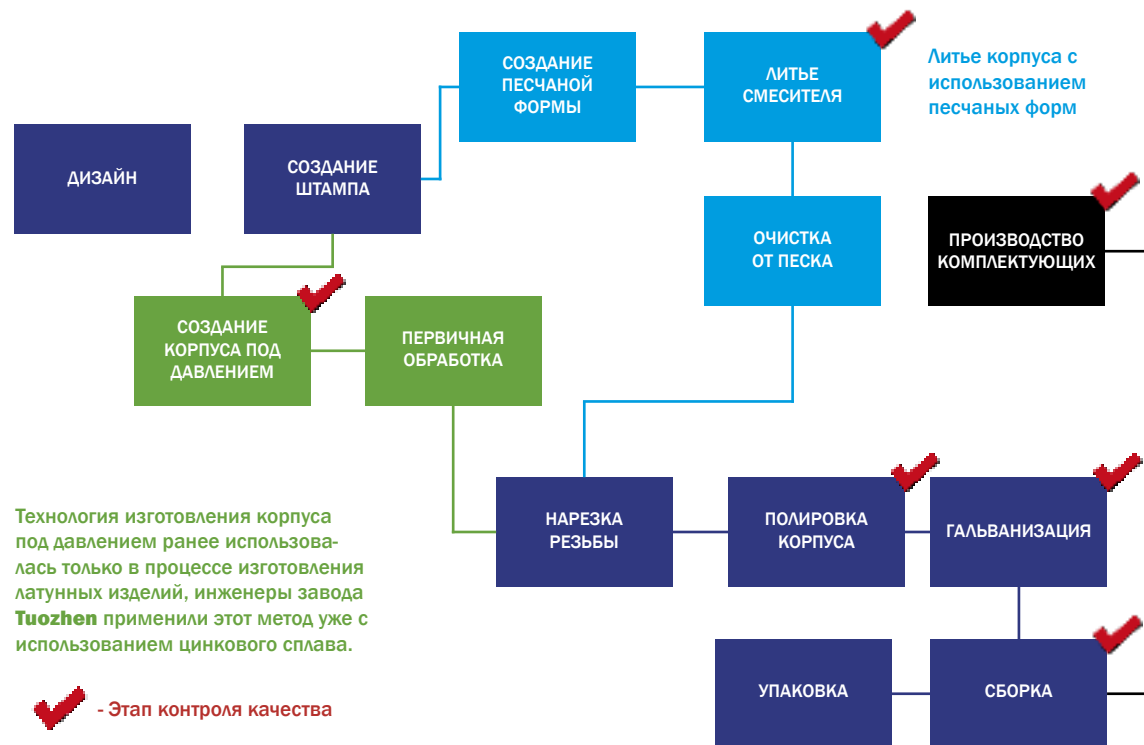 СОЗДАНИЕ
ПЕСЧАНОЙ
ФОРМЫ
ЛИТЬЕ
СМЕСИТЕЛЯ
Литье корпуса с
использованием
песчаных форм
ДИЗАЙН
СОЗДАНИЕ
ШТАМПА
ОЧИСТКА
ОТ ПЕСКА
ПРОИЗВОДСТВО
КОМПЛЕКТУЮЩИХ
СОЗДАНИЕ
КОРПУСА ПОД
ДАВЛЕНИЕМ
ПЕРВИЧНАЯ
ОБРАБОТКА
НАРЕЗКА
РЕЗЬБЫ
ПОЛИРОВКА
КОРПУСА
ГАЛЬВАНИЗАЦИЯ
Технология изготовления корпуса
под давлением ранее использова-
лась только в процессе изготовления
латунных изделий, инженеры завода
Tuozhen применили этот метод уже с
использованием цинкового сплава.
УПАКОВКА
СБОРКА
- Этап контроля качества